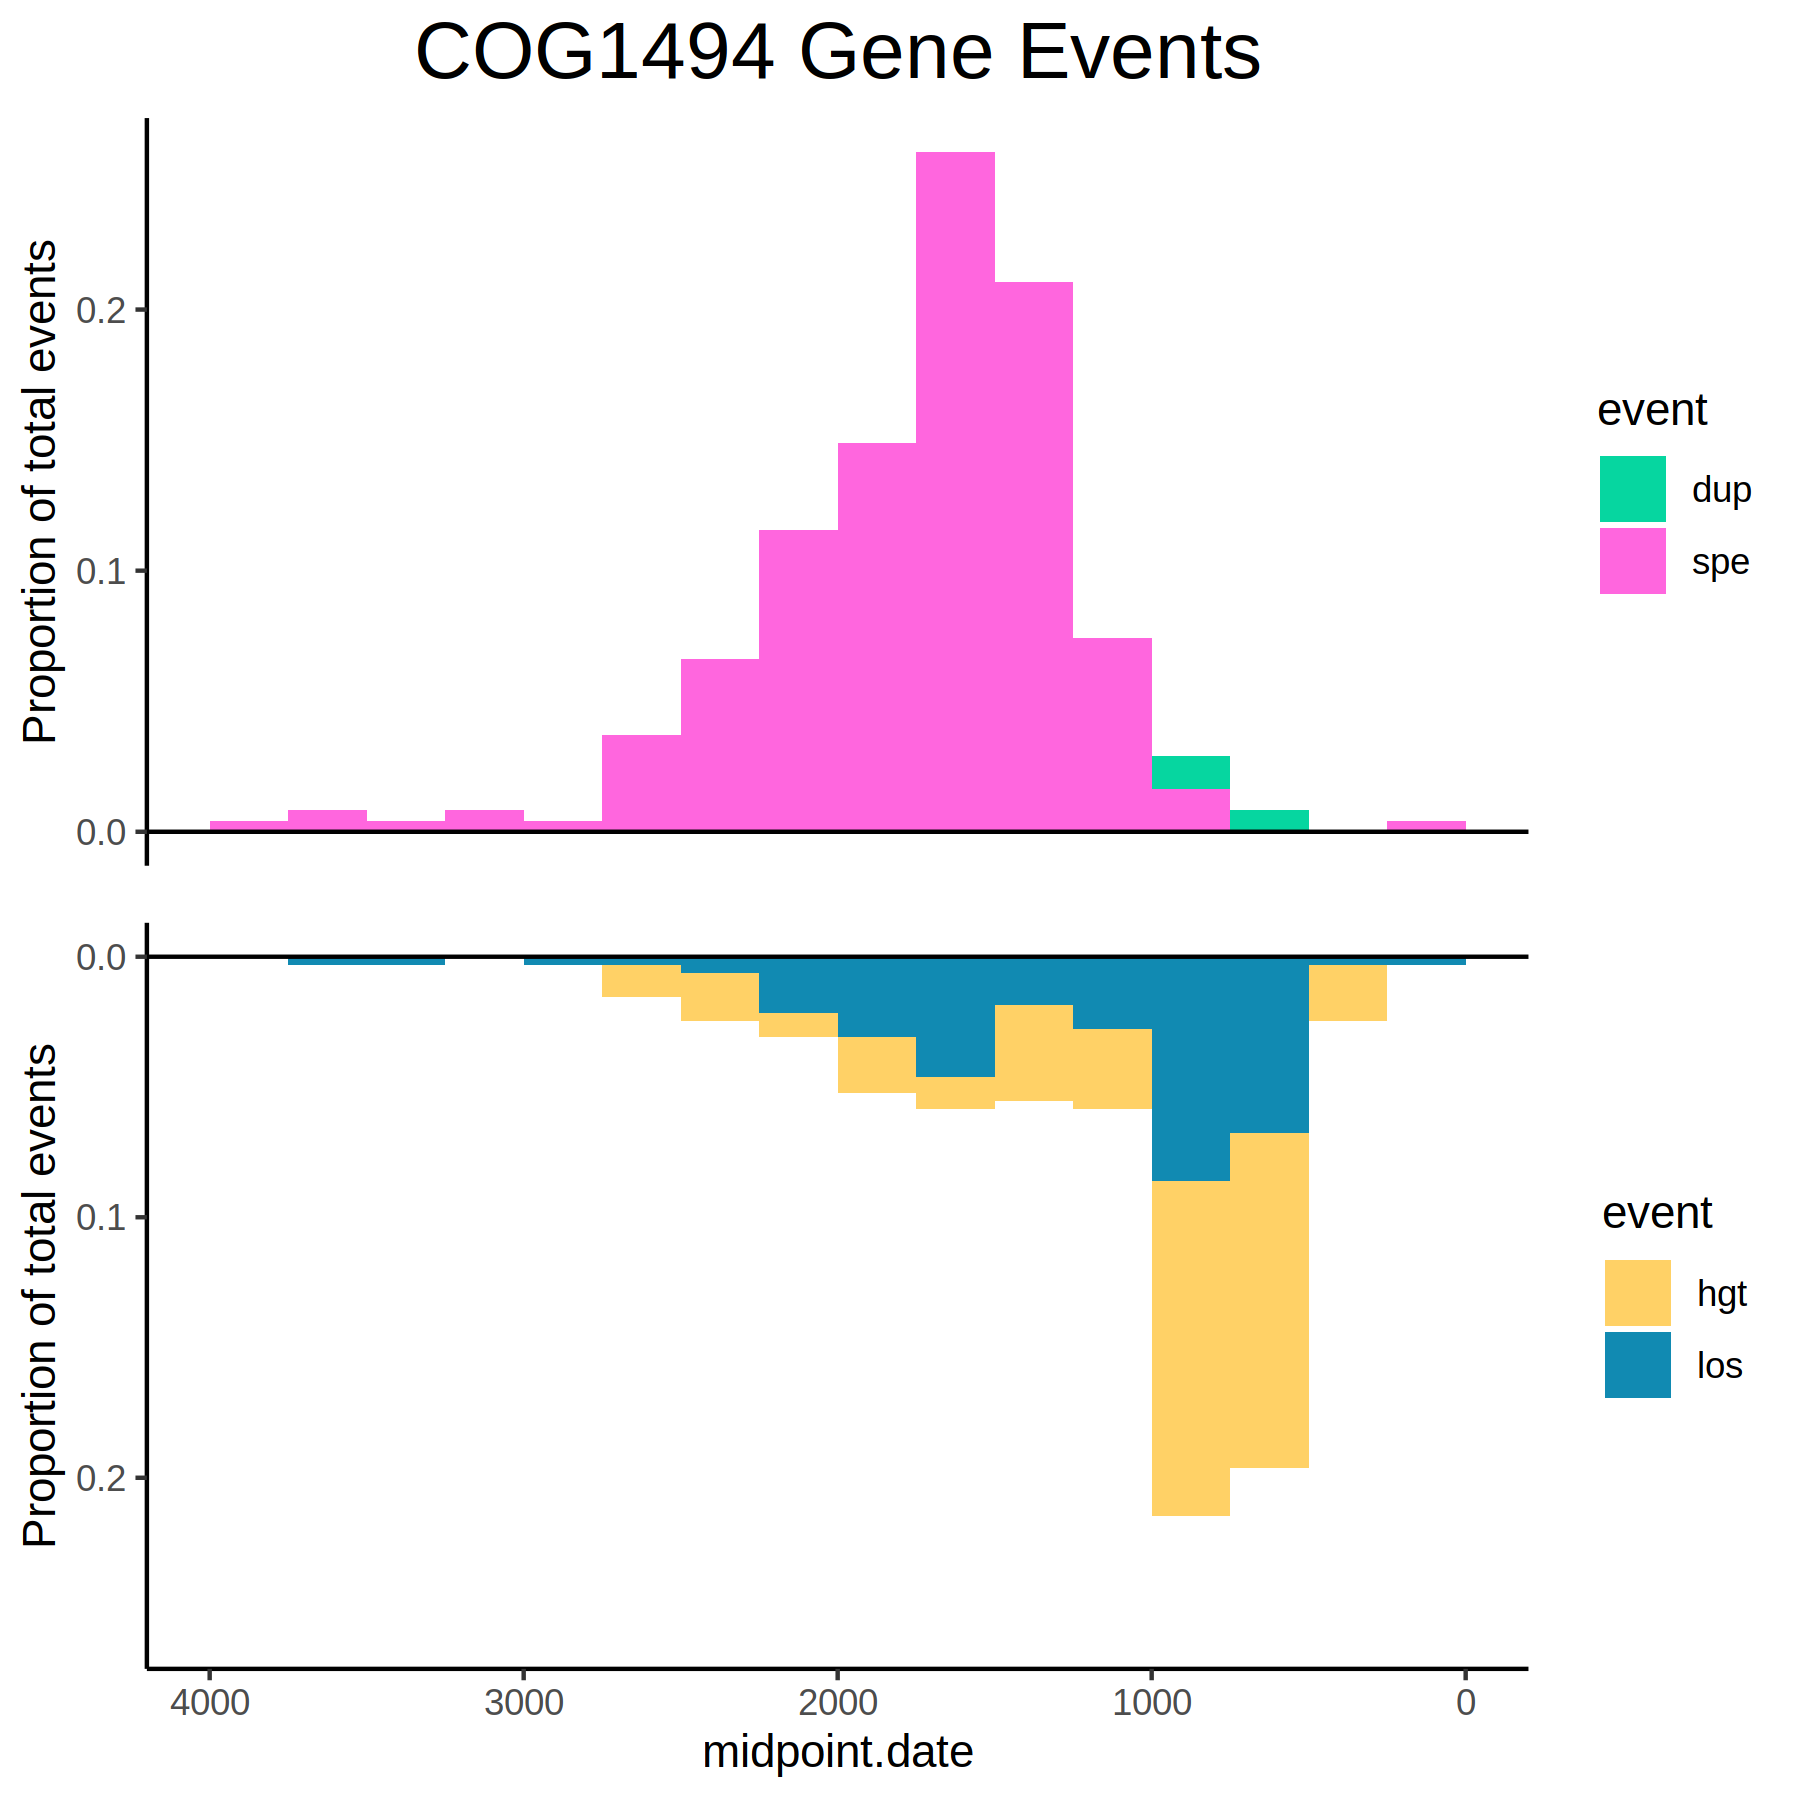 COG1494 Gene Events
Proportion of total events
0.2
0.1
0.0
event
dup
spe
Proportion of total events
0.0
0.1
0.2
event
hgt
los
4000 3000 2000 1000 0
midpoint.date